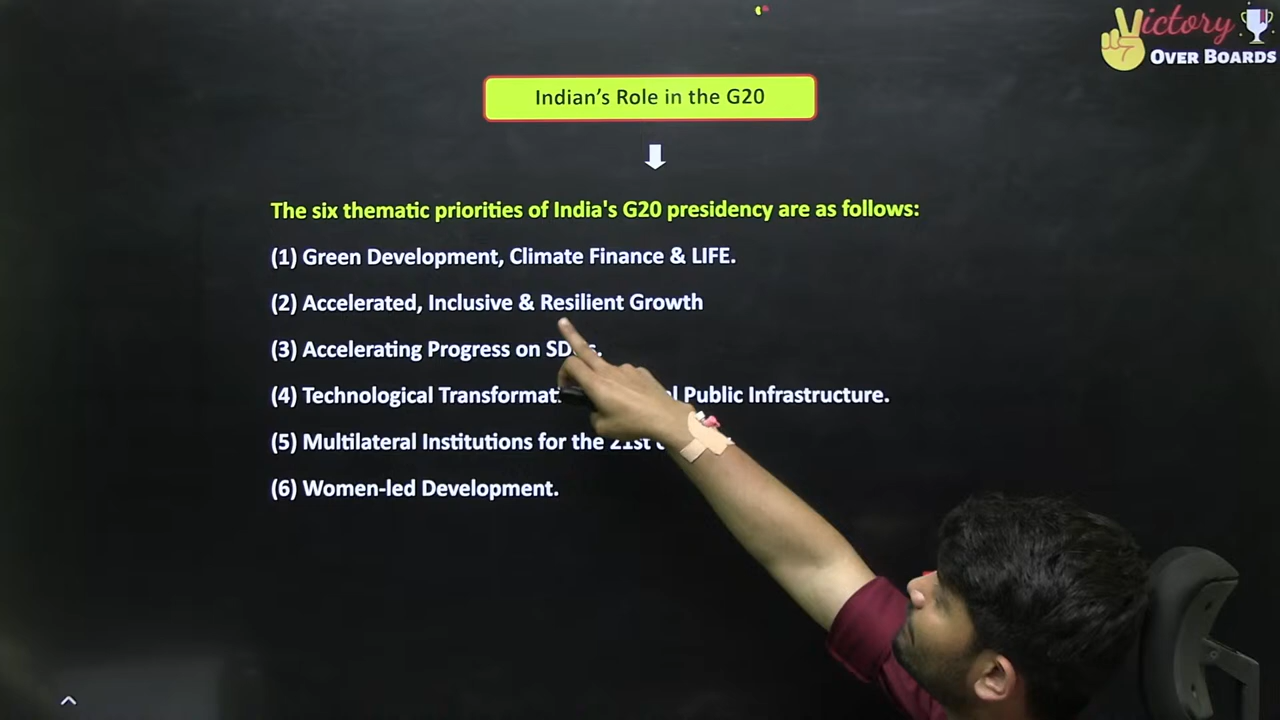 Victory
OVER BOARDS
Indian's Role in the G20
The six thematic priorities of India's G20 presidency are as follows:
(1) Green Development, Climate Finance & LIFE.
(2) Accelerated, Inclusive & Resilient Growth
(3) Accelerating Progress on
(4) Technological Public Infrastructure.
(5) Multilateral Institutions for the 21st
(6) Women-led Development.